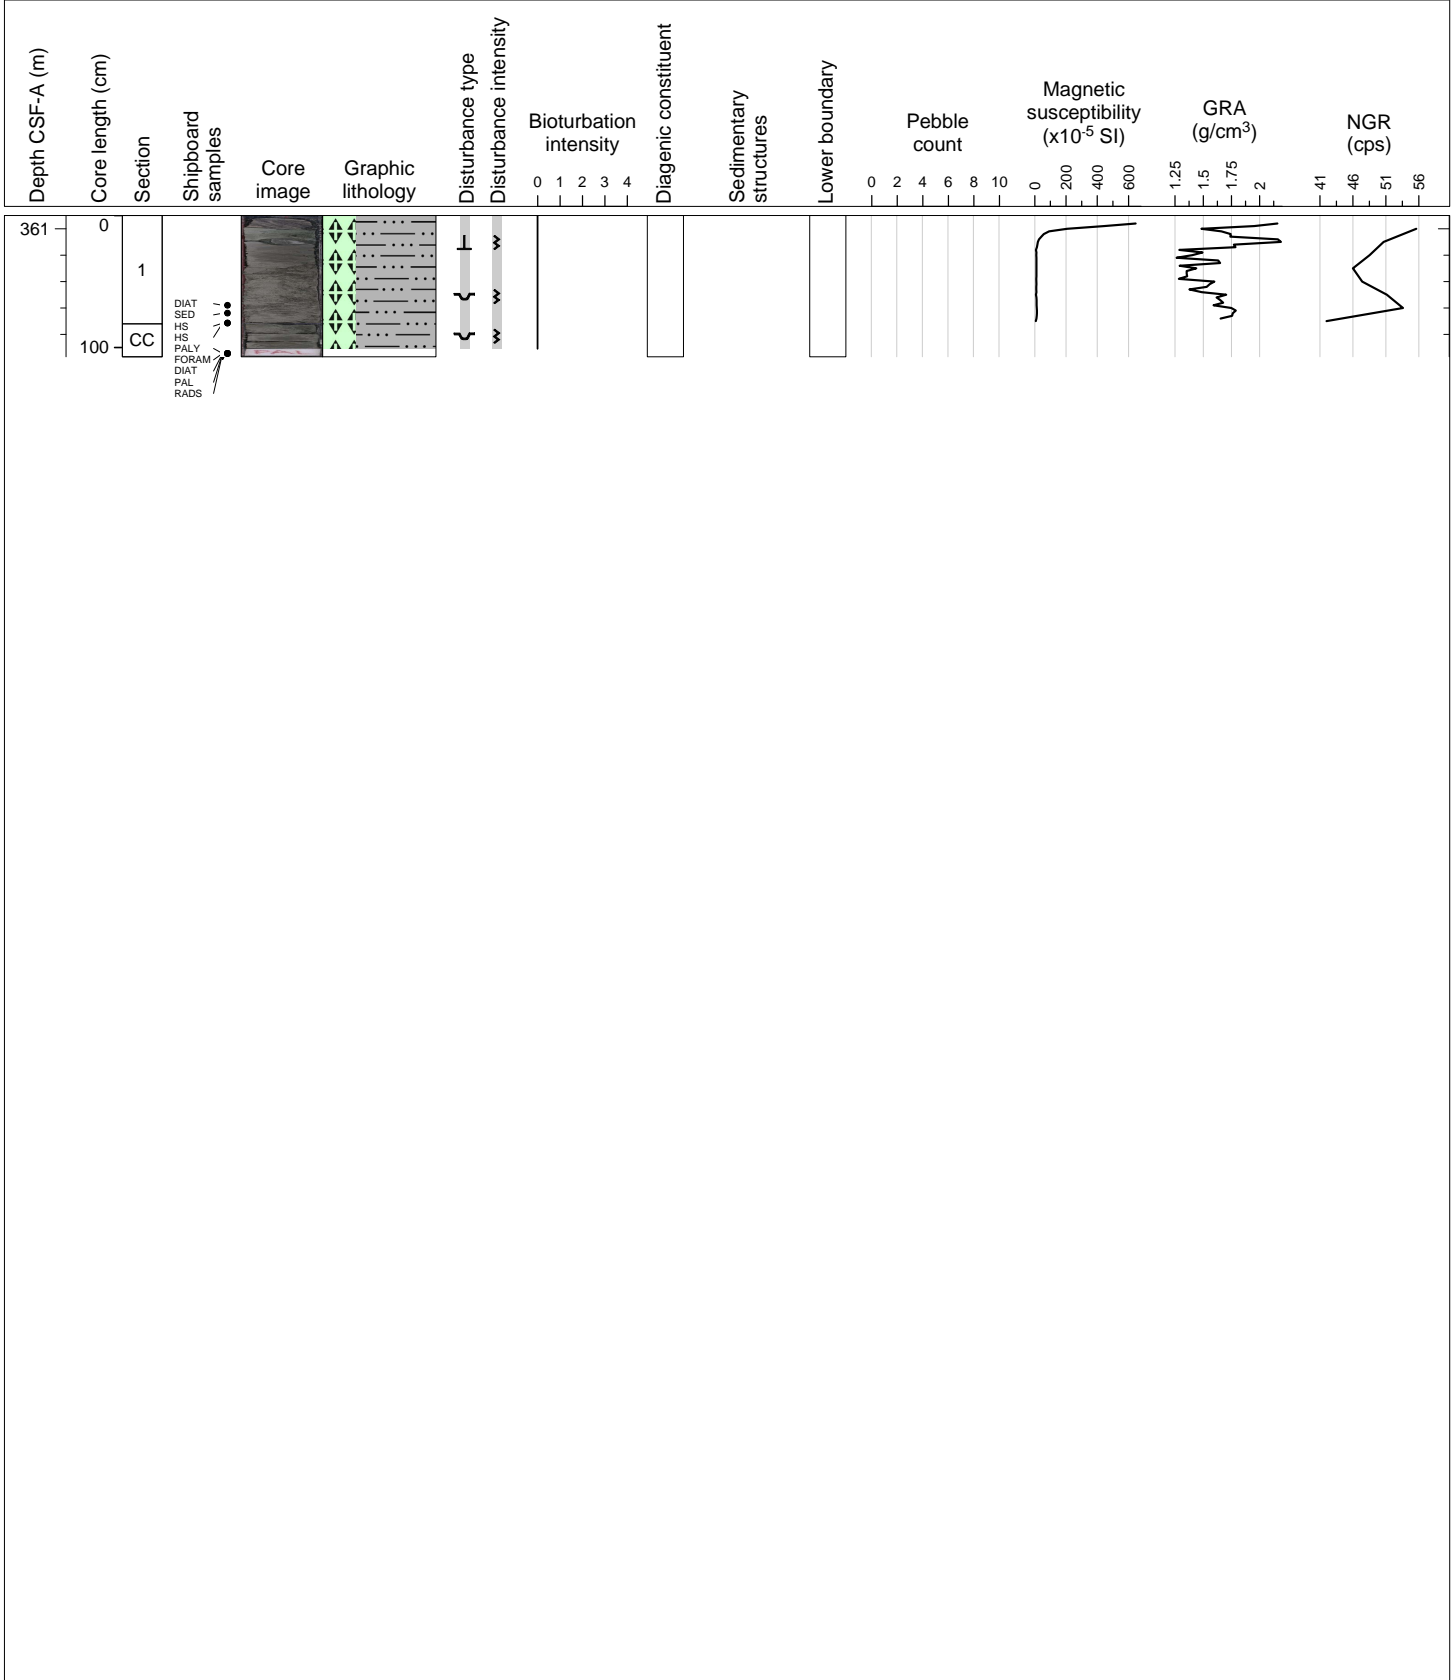 Depth CSF-A (m)
Core length (cm)
Section
Shipboard
samples
Core
image
Graphic
lithology
Disturbance type
Disturbance intensity
Bioturbation
intensity
0 1 2 3 4
Diagenic constituent
Sedimentary
structures
Lower boundary
Pebble
count
0 2 4 6 8 10
Magnetic
susceptibility
(x10-5 SI)
0 200 400 600
GRA
(g/cm3)
1.25 1.5 1.75 2
NGR
(cps)
41 46 51 56
361
0
100
1
CC
DIAT
SED
HS
HS
PALY
FORAM
DIAT
PAL
RADS
PAL